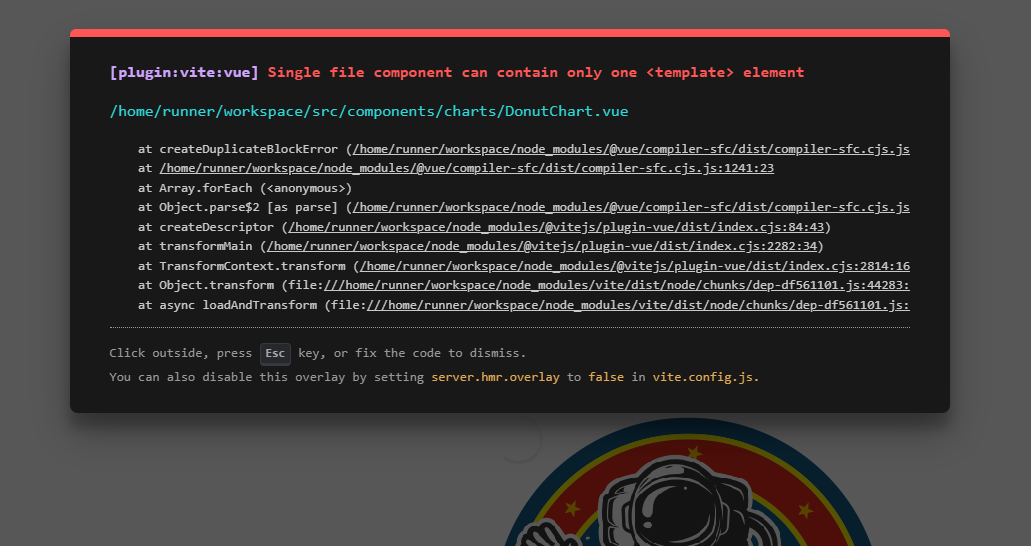 [plugin:vite:vue] Single file component can contain only one <template> element
/home/runner/workspace/src/components/charts/DonutChart.vue
at createDuplicateBlockError (/home/runner/workspace/node_modules/@vue/compiler-sfc/dist/compiler-sfc.cjs.js
at /home/runner/workspace/node_modules/@vue/compiler-sfc/dist/compiler-sfc.cjs.js:1241:23
at Array.forEach (<anonymous>)
at Object.parse$2 [as parse] (/home/runner/workspace/node_modules/@vue/compiler-sfc/dist/compiler-sfc.cjs.js
at createDescriptor (/home/runner/workspace/node_modules/@vitejs/plugin-vue/dist/index.cjs:84:43)
at transformMain (/home/runner/workspace/node_modules/@vitejs/plugin-vue/dist/index.cjs:2282:34)
at TransformContext.transform (/home/runner/workspace/node_modules/@vitejs/plugin-vue/dist/index.cjs:2814:16
at Object.transform (file:///home/runner/workspace/node_modules/vite/dist/node/chunks/dep-df561101.js:44283:
at async loadAndTransform (file:///home/runner/workspace/node_modules/vite/dist/node/chunks/dep-df561101.js:
Click outside, press Esc key, or fix the code to dismiss.
You can also disable this overlay by setting server.hmr.overlay to false in vite.config.js.